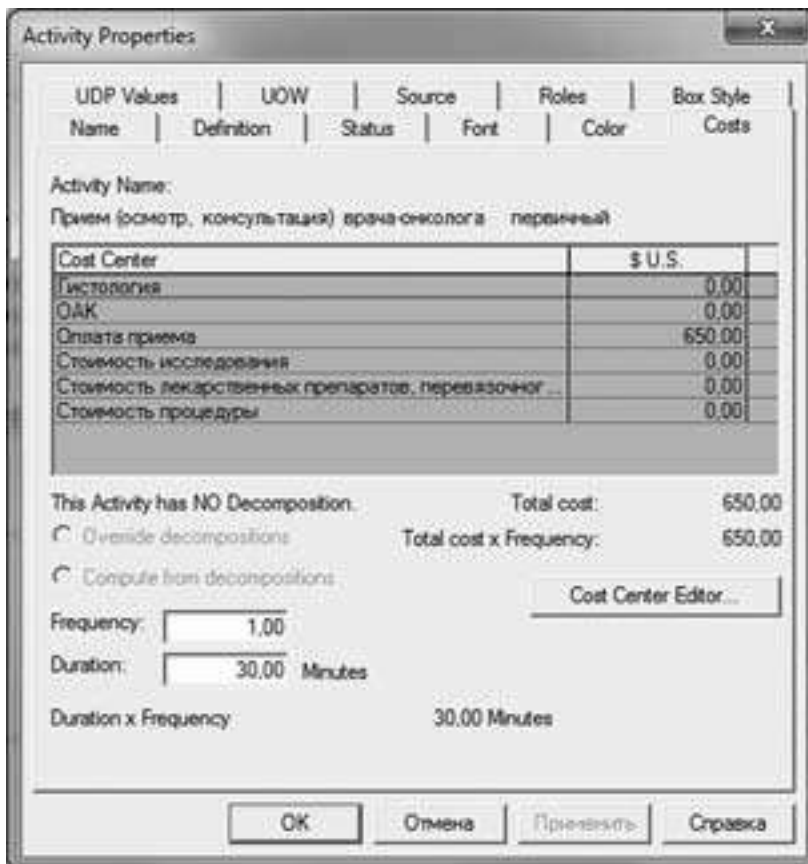 Activity Properties
UDP Values UOW Source Roles Box Style
Name Definition Status Font Color Costs
Activity Name:
Прием (осмотр, консультация) врача-онколога первичный
Cost Center $ U.S.
Гистология 0,00
ОАК 0,00
Оплата приема 650.00
Стоимость исследования 0,00
Стоимость лекарственных препаратов, перевязочног ... 0,00
Стоимость процедуры 0,00
This Activity has NO Decomposition. Total cost: 650,00
Override decompositions Total cost x Frequency: 650,00
Compute from decompositions
Cost Center Editor...
Frequency: 1,00
Duration: 30,00 Minutes
Duration x Frequency 30,00 Minutes
OK Отмена Применить Справка